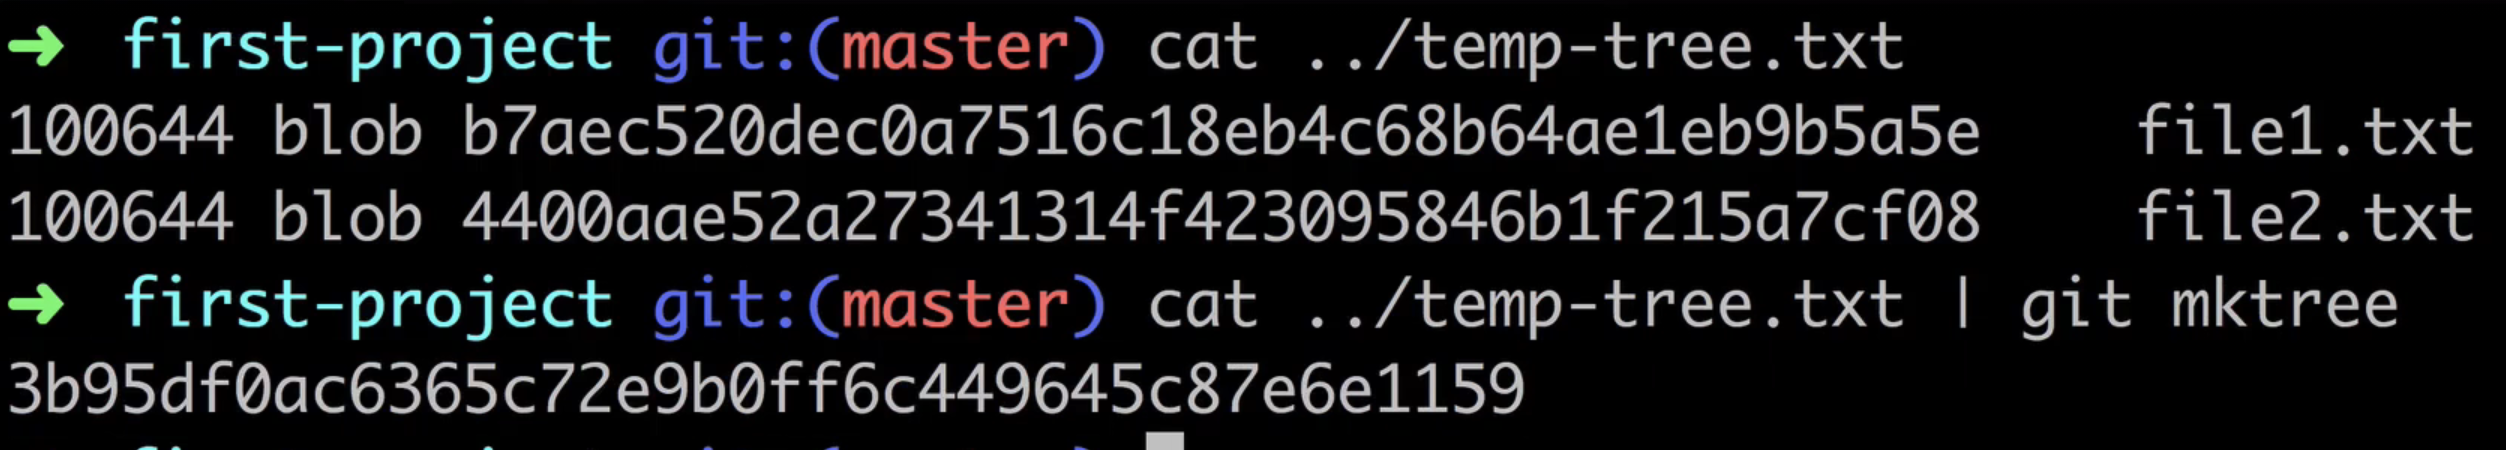 ➜ first-project git:(master) cat ../temp-tree.txt
100644 blob b7aec520dec0a7516c18eb4c68b64ae1eb9b5a5e    file1.txt
100644 blob 4400aae52a27341314f423095846b1f215a7cf08    file2.txt
➜ first-project git:(master) cat ../temp-tree.txt | git mktree
3b95df0ac6365c72e9b0ff6c449645c87e6e1159